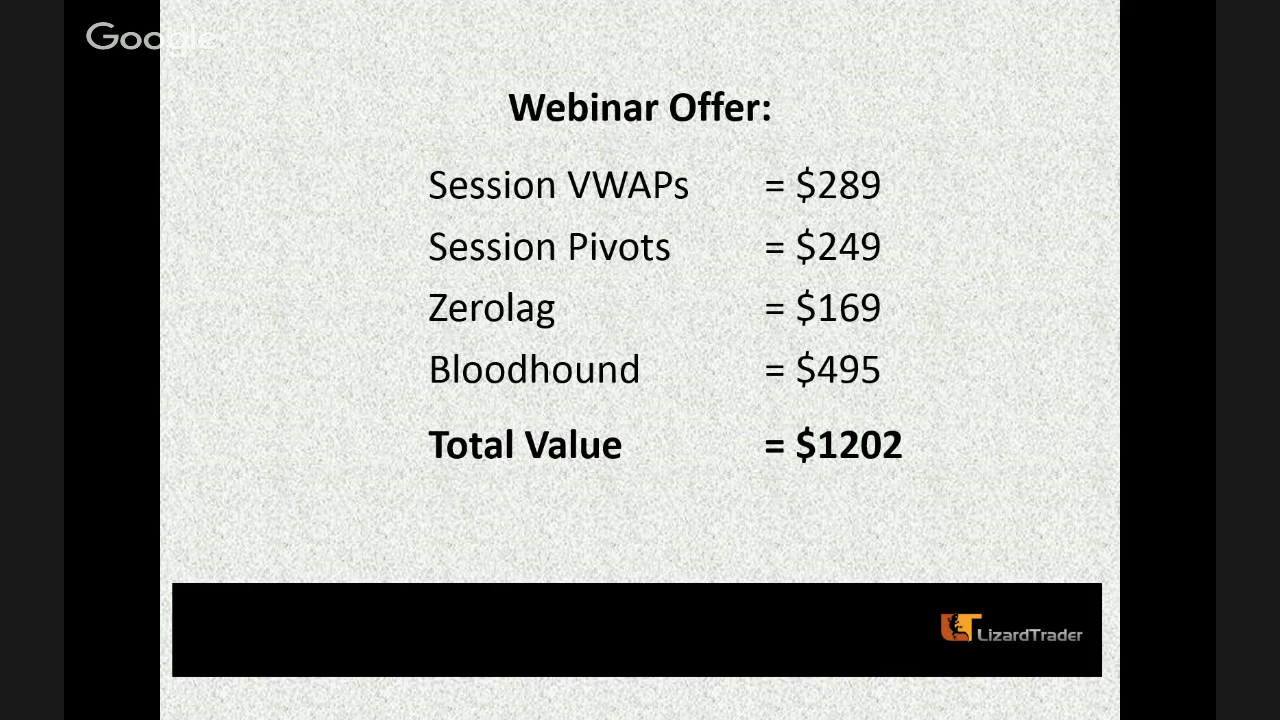 Google
Webinar Offer:
Session VWAPs = $289
Session Pivots = $249
Zerolag = $169
Bloodhound = $495
Total Value = $1202
LizardTrader